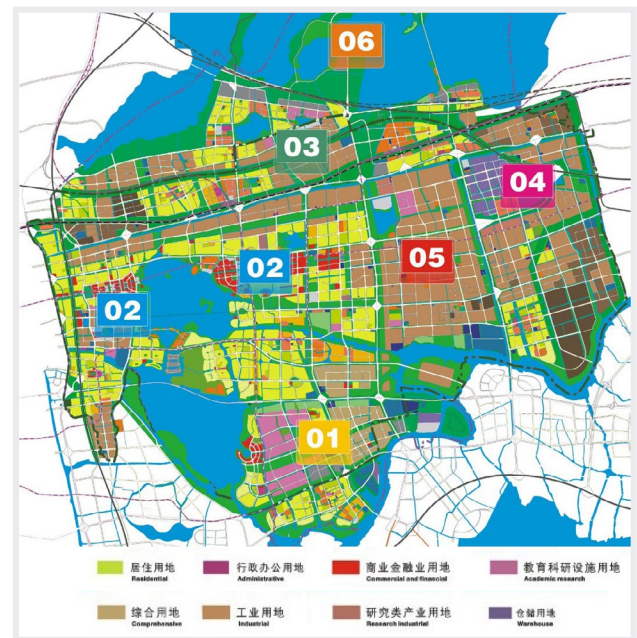 06
03
04
02
05
02
01
居住用地
Residential
行政办公用地
Administrative
商业金融业用地
Commercial and financial
教育科研设施用地
Academic research
综合用地
Comprehensive
工业用地
Industrial
研究类产业用地
Research industrial
仓储用地
Warehouse